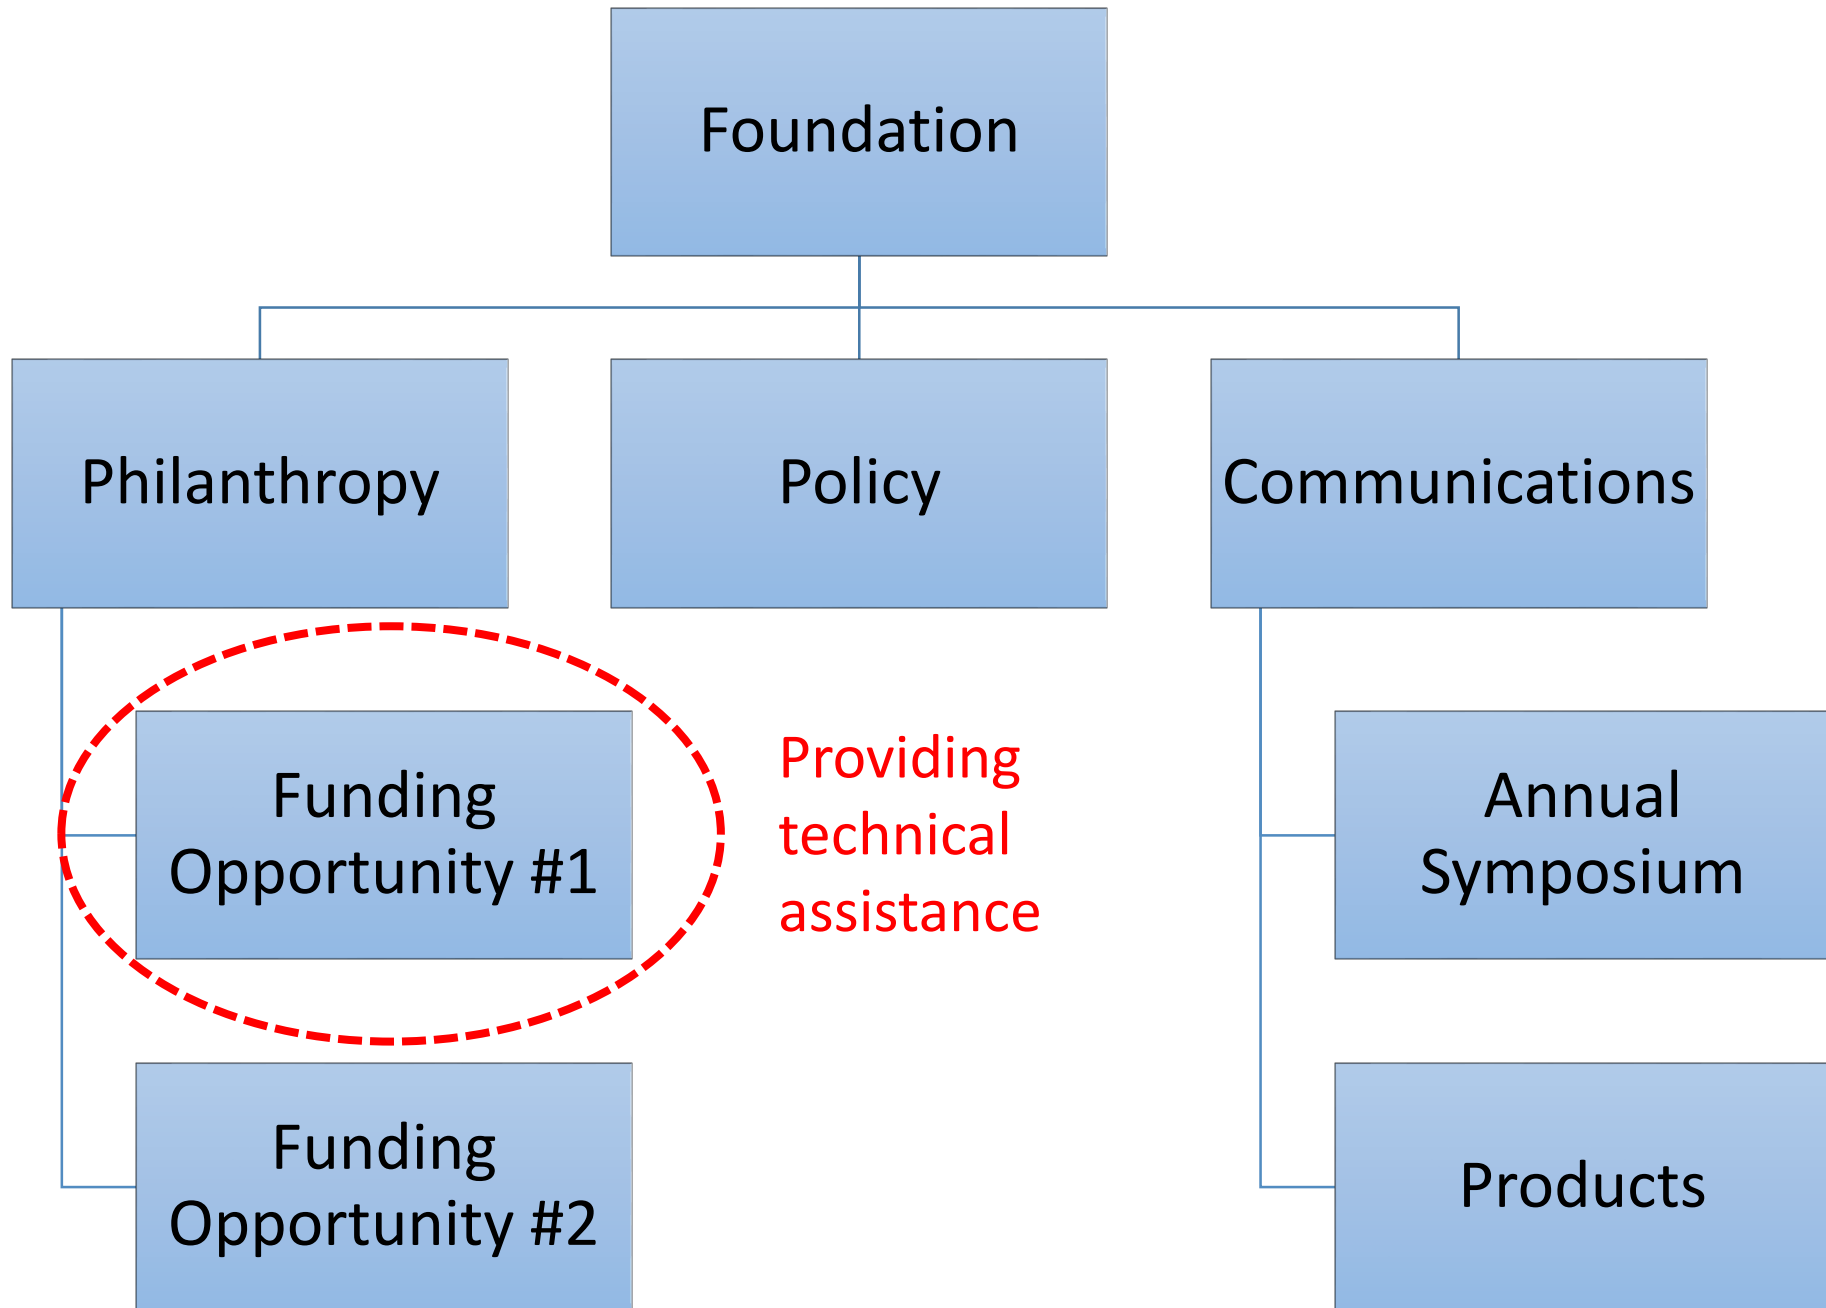 Foundation
Philanthropy
Policy
Communications
Funding
Opportunity #1
Providing
technical
assistance
Annual
Symposium
Funding
Opportunity #2
Products